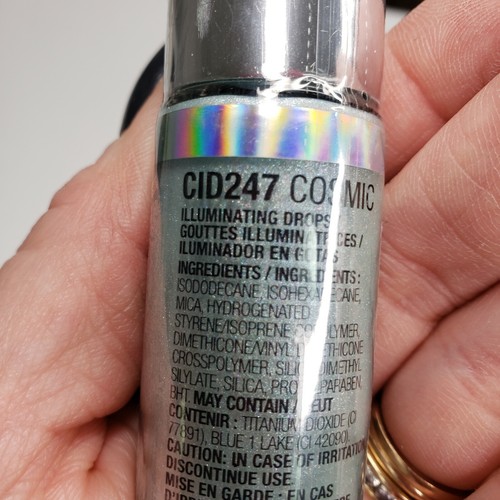 CID247 COSMIC
ILLUMINATING DROPS
GOUTTES ILLUMINATRICES /
ILUMINADOR EN GOTAS
INGREDIENTS / INGRÉDIENTS :
ISODODECANE, ISOHEXADECANE,
MICA, HYDROGENATED
STYRENE/ISOPRENE COPOLYMER,
DIMETHICONE/VINYL DIMETHICONE
CROSSPOLYMER, SILICA DIMETHYL
SILYLATE, SILICA, PROPYLPARABEN,
BHT. MAY CONTAIN / PEUT
CONTENIR : TITANIUM DIOXIDE (CI
77891), BLUE 1 LAKE (CI 42090).
CAUTION: IN CASE OF IRRITATION,
DISCONTINUE USE.
MISE EN GARDE : EN CAS